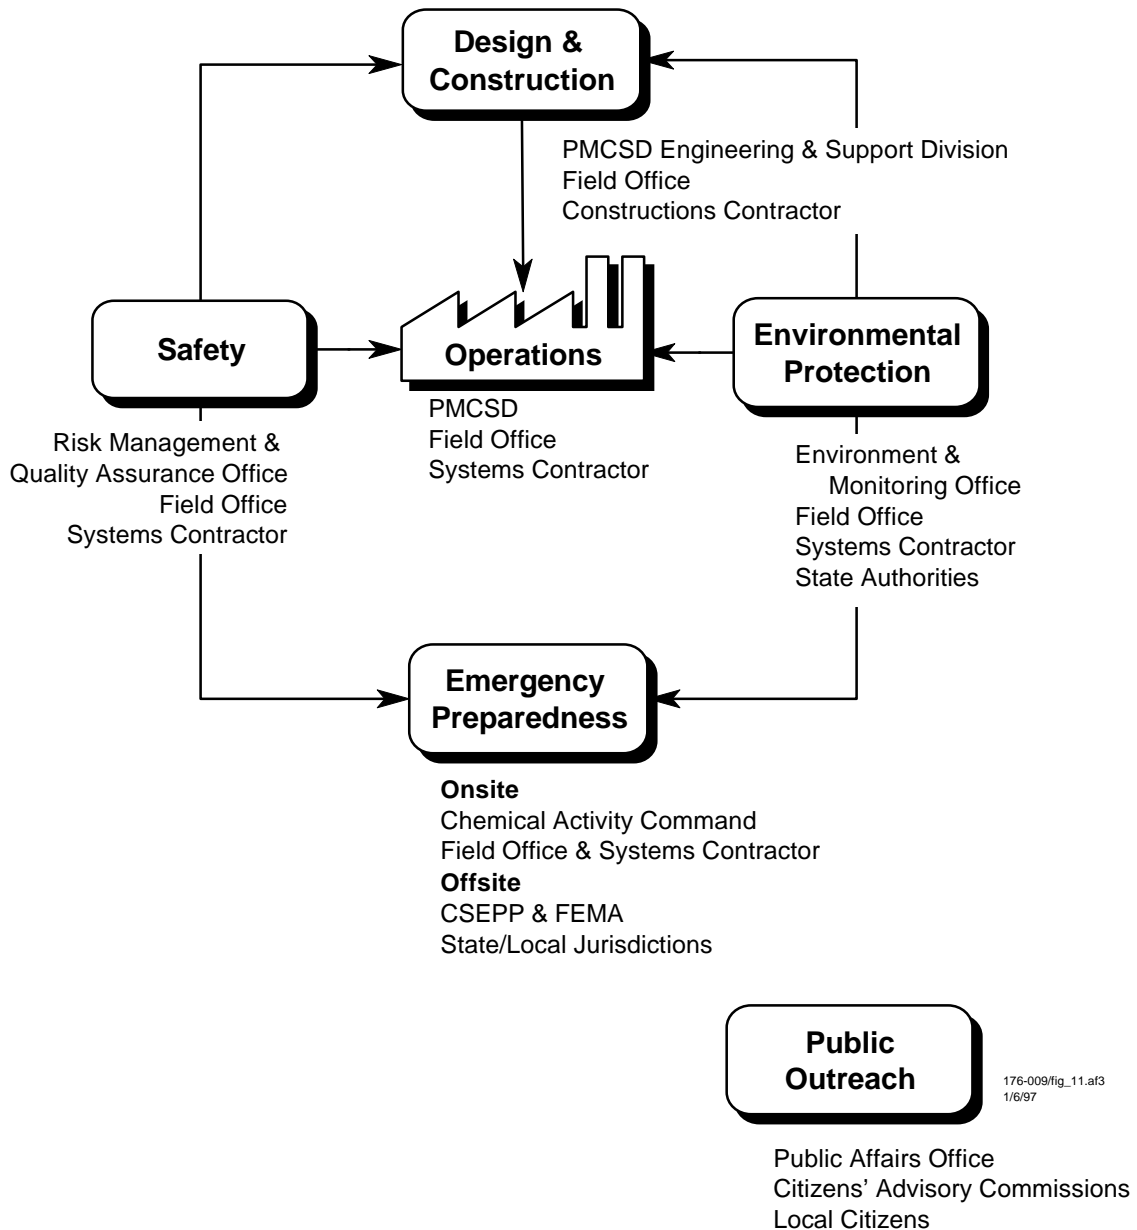 Design &
Construction
PMCSD Engineering & Support Division
Field Office
Constructions Contractor
Safety
Operations
Environmental
Protection
PMCSD
Field Office
Systems Contractor
Risk Management &
Quality Assurance Office
Field Office
Systems Contractor
Environment &
Monitoring Office
Field Office
Systems Contractor
State Authorities
Emergency
Preparedness
Onsite
Chemical Activity Command
Field Office & Systems Contractor
Offsite
CSEPP & FEMA
State/Local Jurisdictions
Public
Outreach
176-009/fig_11.af3
1/6/97
Public Affairs Office
Citizens’ Advisory Commissions
Local Citizens